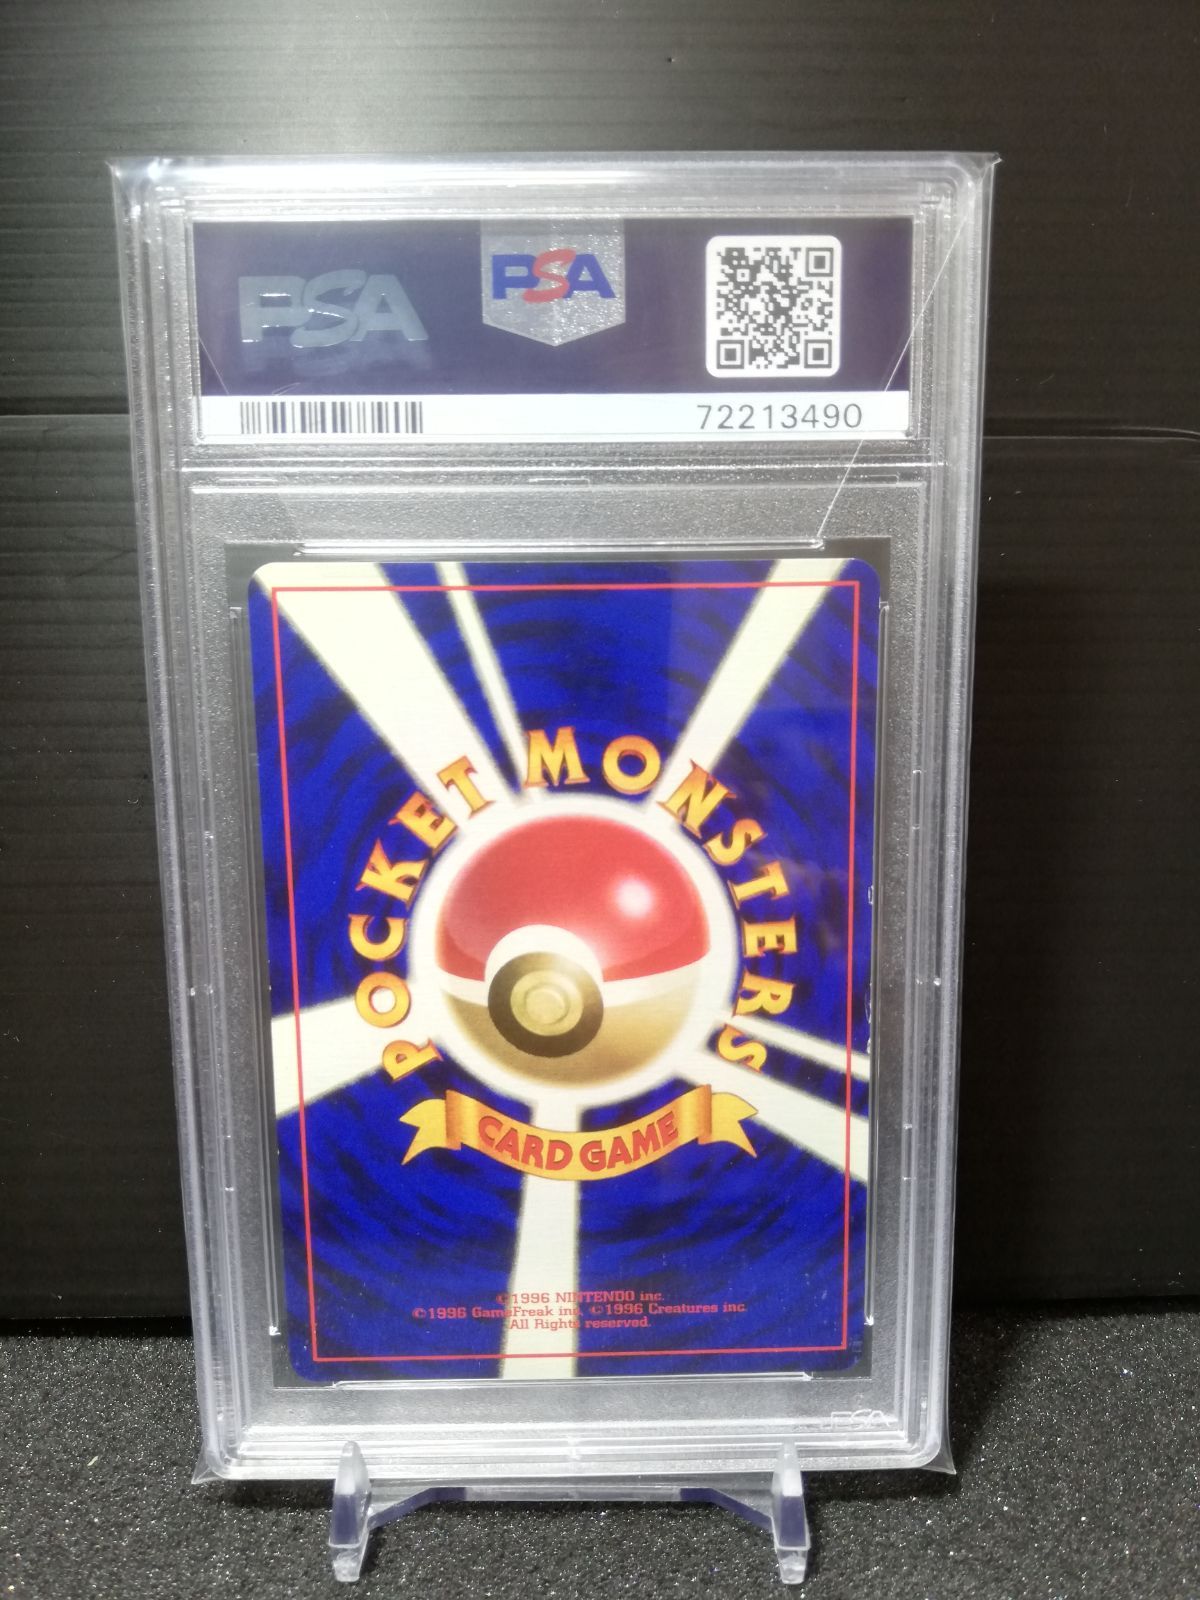 PSA
PSA
72213490
POCKET MONSTERS
CARD GAME
©1996 NINTENDO inc.
©1996 GameFreak inc. ©1996 Creatures inc.
All Rights reserved.
PSA